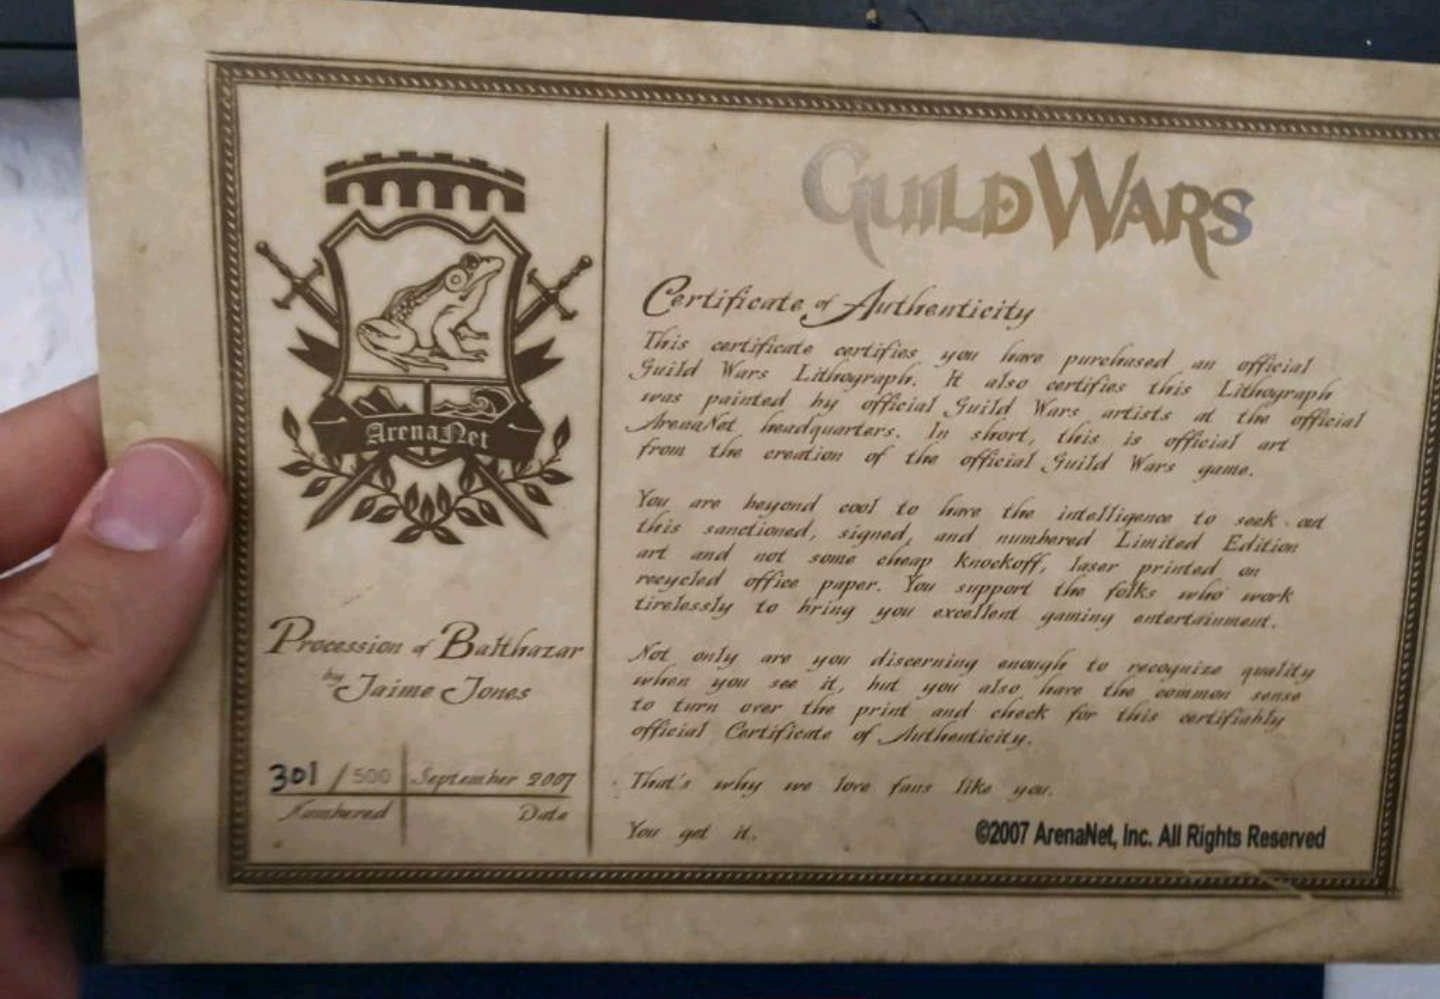 ArenaNet
Procession of Balthazar
by Jaime Jones
301 / 500 September 2007
Numbered Date
GUILD WARS
Certificate of Authenticity
This certificate certifies you have purchased an official
Guild Wars Lithograph. It also certifies this Lithograph
was painted by official Guild Wars artists at the official
ArenaNet headquarters. In short, this is official art
from the creation of the official Guild Wars game.
You are beyond cool to have the intelligence to seek out
this sanctioned, signed, and numbered Limited Edition
art and not some cheap knockoff, laser printed on
recycled office paper. You support the folks who work
tirelessly to bring you excellent gaming entertainment.
Not only are you discerning enough to recognize quality
when you see it, but you also have the common sense
to turn over the print and check for this certifiably
official Certificate of Authenticity.
That's why we love fans like you.
You get it.
©2007 ArenaNet, Inc. All Rights Reserved